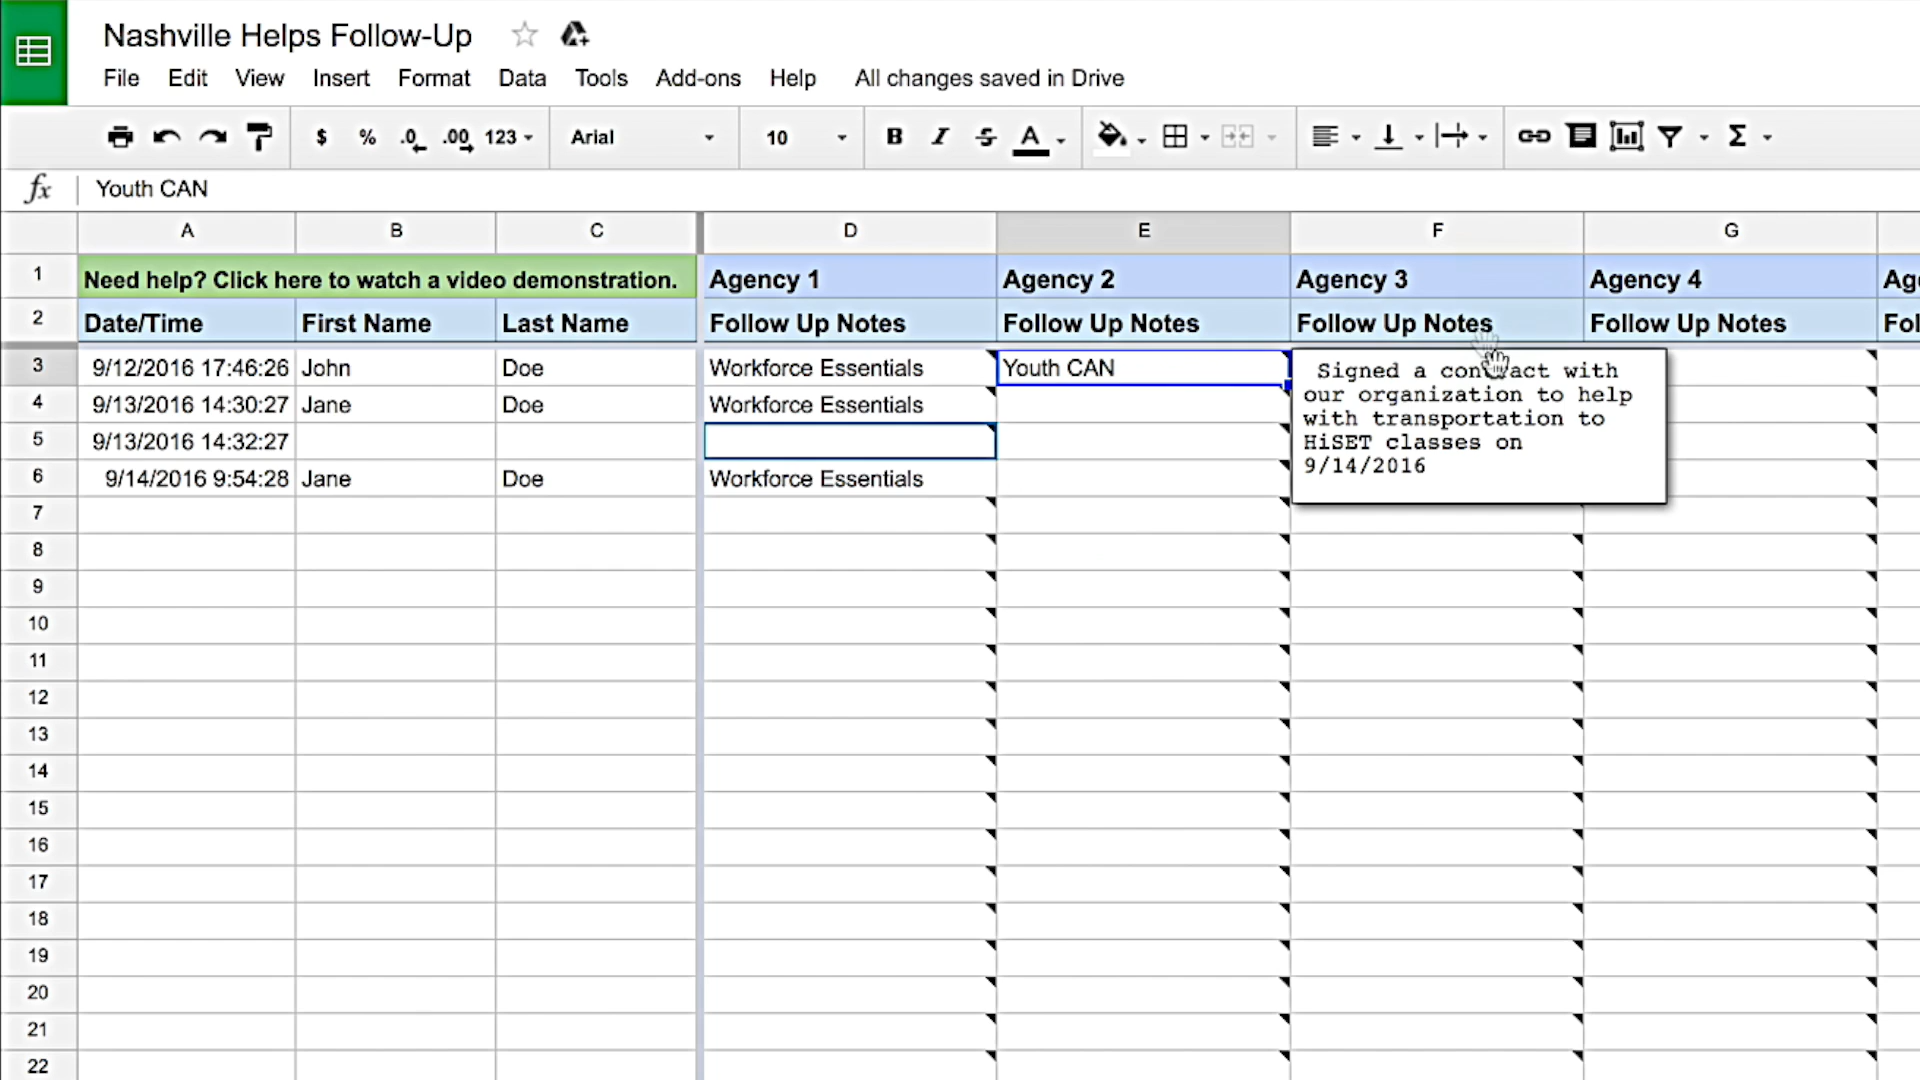 Nashville Helps Follow-Up
File Edit View Insert Format Data Tools Add-ons Help All changes saved in Drive
$ % .0 .00 123 Arial 10 B I S A Σ
fx Youth CAN
A B C D E F G
1 Need help? Click here to watch a video demonstration. Agency 1 Agency 2 Agency 3 Agency 4 Ag
2 Date/Time First Name Last Name Follow Up Notes Follow Up Notes Follow Up Notes Follow Up Notes Fol
3 9/12/2016 17:46:26 John Doe Workforce Essentials Youth CAN
4 9/13/2016 14:30:27 Jane Doe Workforce Essentials
5 9/13/2016 14:32:27
6 9/14/2016 9:54:28 Jane Doe Workforce Essentials
Signed a contract with
our organization to help
with transportation to
HiSET classes on
9/14/2016
7
8
9
10
11
12
13
14
15
16
17
18
19
20
21
22